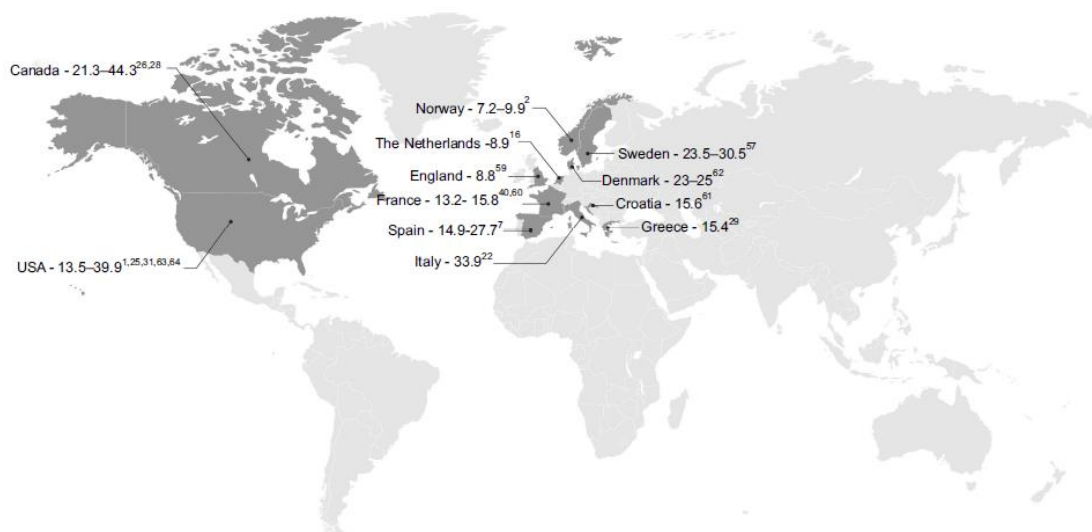 Canada - 21.3–44.326,28
Norway - 7.2–9.92
The Netherlands -8.916
Sweden - 23.5–30.557
England - 8.859
Denmark - 23–2562
France - 13.2- 15.840,60
Croatia - 15.661
Spain - 14.9-27.77
Greece - 15.429
Italy - 33.922
USA - 13.5–39.91,25,31,63,64